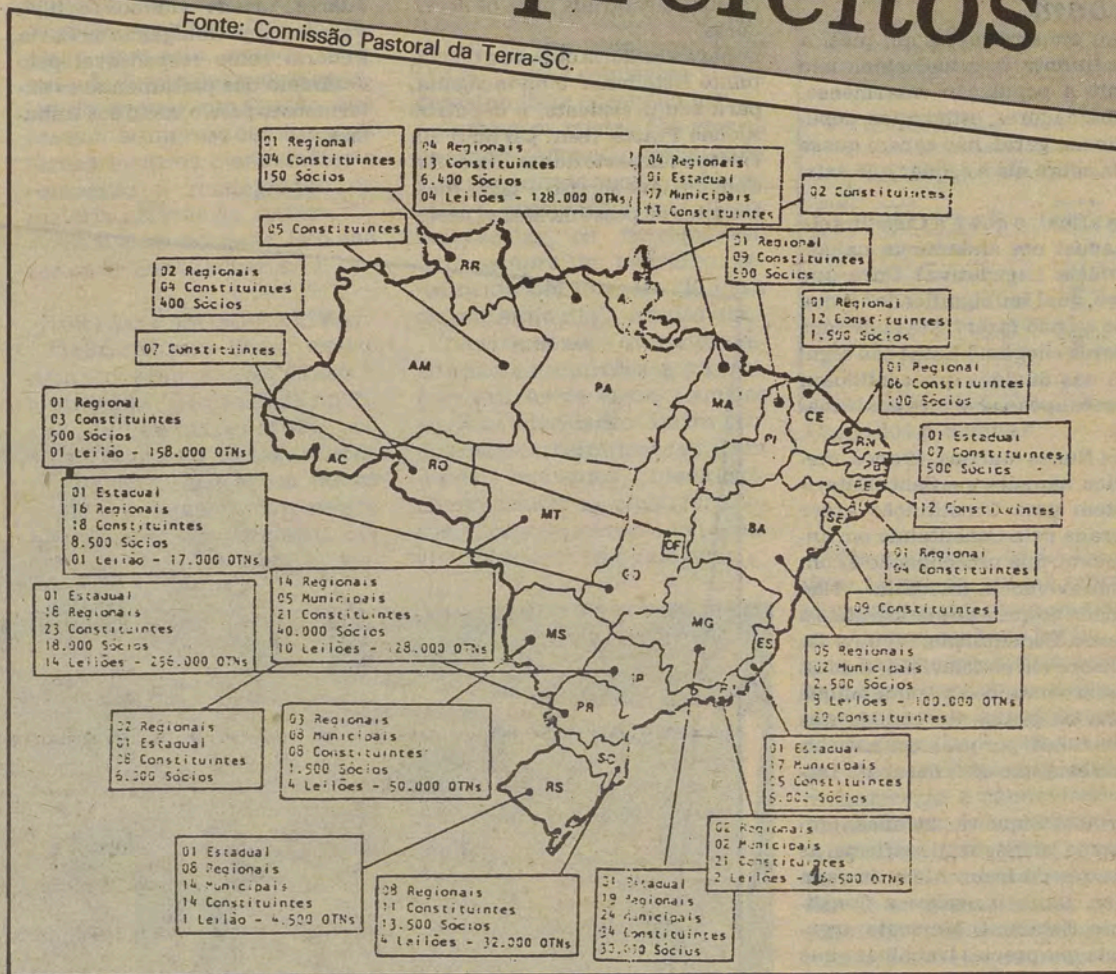 Fonte: Comissão Pastoral da Terra-SC.
01 Regional
04 Constituintes
150 Sócios
04 Regionais
13 Constituintes
6.400 Sócios
04 Leilões - 128.000 OTNs
04 Regionais
01 Estadual
07 Municipais
13 Constituintes
02 Constituintes
05 Constituintes
01 Regional
09 Constituintes
500 Sócios
02 Regionais
04 Constituintes
400 Sócios
01 Regional
12 Constituintes
1.500 Sócios
07 Constituintes
01 Regional
06 Constituintes
100 Sócios
01 Regional
03 Constituintes
500 Sócios
01 Leilão - 158.000 OTNs
01 Estadual
07 Constituintes
500 Sócios
01 Estacual
16 Regionais
18 Constituintes
8.500 Sócios
01 Leilão - 17.000 OTNs
12 Constituintes
01 Regional
04 Constituintes
09 Constituintes
01 Estadual
18 Regionais
23 Constituintes
18.000 Sócios
14 Leilões - 256.000 OTNs
14 Regionais
05 Municipais
21 Constituintes
40.000 Sócios
10 Leilões - 128.000 OTNs
05 Regionais
02 Municipais
2.500 Sócios
Leilões - 100.000 OTNs
20 Constituintes
02 Regionais
01 Estadual
08 Constituintes
6.000 Sócios
03 Regionais
08 Municipais
08 Constituintes
1.500 Sócios
4 Leilões - 50.000 OTNs
01 Estadual
17 Municipais
05 Constituintes
5.000 Sócios
02 Regionais
02 Municipais
21 Constituintes
2 Leilões - OTNs
01 Estadual
08 Regionais
14 Municipais
14 Constituintes
1 Leilão - 4.500 OTNs
08 Regionais
11 Constituintes
13.500 Sócios
4 Leilões - 32.000 OTNs
01 Estadual
19 Regionais
24 Municipais
34 Constituintes
Sócios
RR
AM
PA
MA
CE
RN
PB
PE
AL
SE
PI
AC
RO
MT
BA
DF
GO
MG
ES
MS
PR
SC
RS